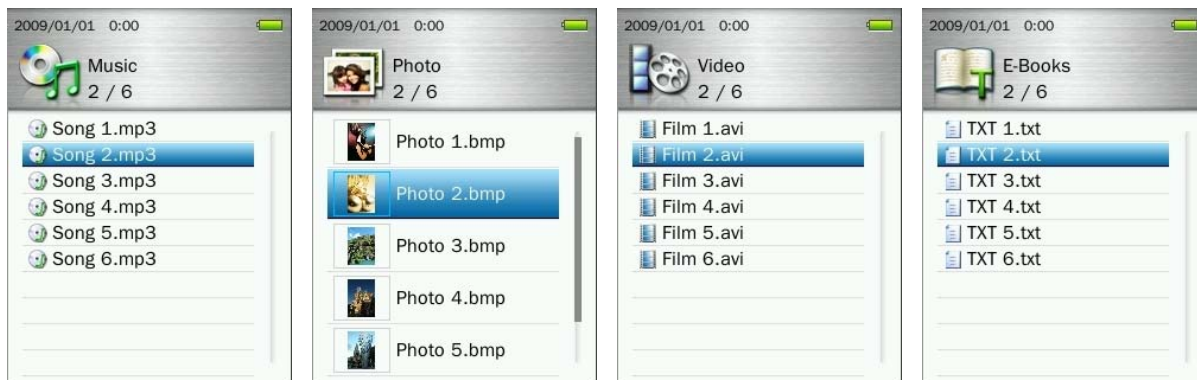 2009/01/01 0:00
Music
2 / 6
Song 1.mp3
Song 2.mp3
Song 3.mp3
Song 4.mp3
Song 5.mp3
Song 6.mp3
2009/01/01 0:00
Photo
2 / 6
Photo 1.bmp
Photo 2.bmp
Photo 3.bmp
Photo 4.bmp
Photo 5.bmp
2009/01/01 0:00
Video
2 / 6
Film 1.avi
Film 2.avi
Film 3.avi
Film 4.avi
Film 5.avi
Film 6.avi
2009/01/01 0:00
E-Books
2 / 6
TXT 1.txt
TXT 2.txt
TXT 3.txt
TXT 4.txt
TXT 5.txt
TXT 6.txt